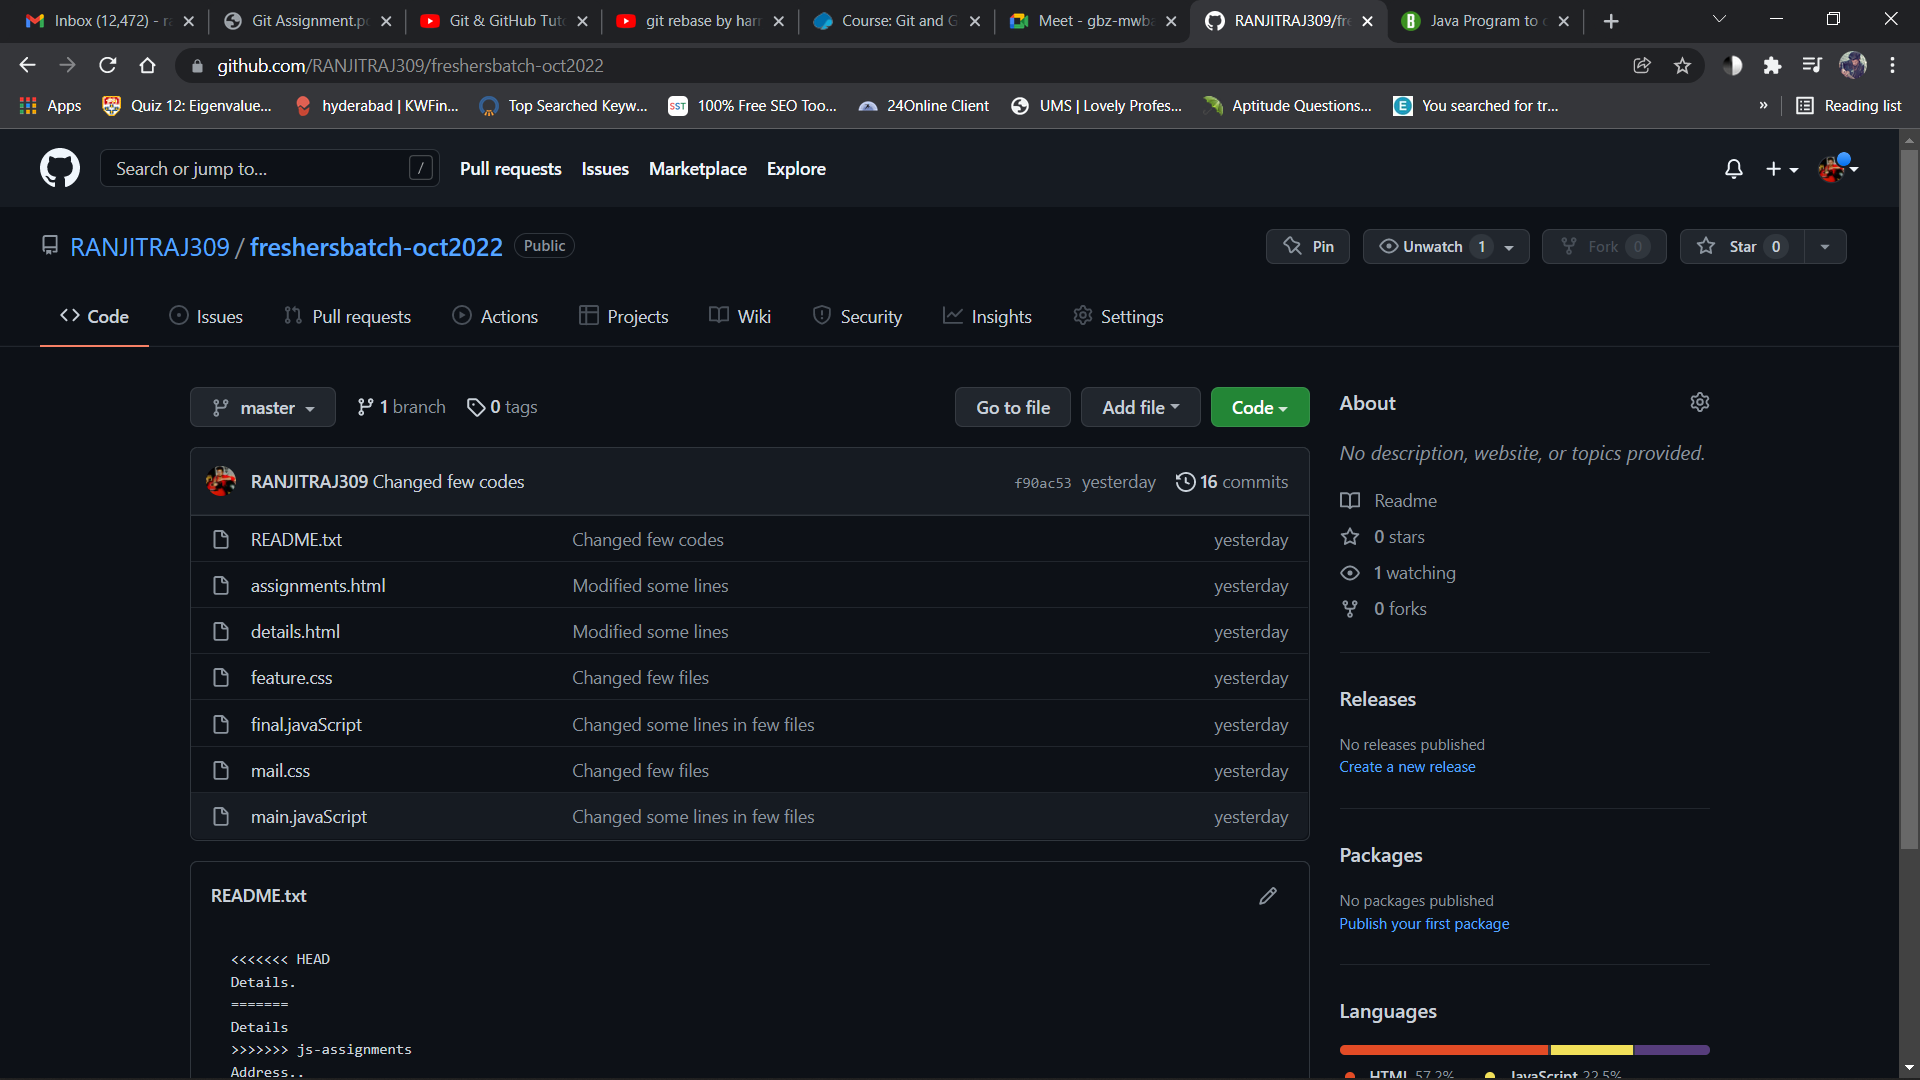 Inbox (12,472) - ra
Git Assignment.p
Git & GitHub Tut
git rebase by har
Course: Git and G
Meet - gbz-mwb
RANJITRAJ309/fre
Java Program to c
github.com/RANJITRAJ309/freshersbatch-oct2022
Apps
Quiz 12: Eigenvalue...
hyderabad | KWFin...
Top Searched Keyw...
SST
100% Free SEO Too...
24Online Client
UMS | Lovely Profes...
Aptitude Questions...
You searched for tr...
»
Reading list
Search or jump to...
/
Pull requests
Issues
Marketplace
Explore
RANJITRAJ309 / freshersbatch-oct2022
Public
Pin
Unwatch 1
Fork 0
Star 0
Code
Issues
Pull requests
Actions
Projects
Wiki
Security
Insights
Settings
master
1 branch
0 tags
Go to file
Add file
Code
RANJITRAJ309 Changed few codes
f90ac53 yesterday
16 commits
README.txt Changed few codes yesterday
assignments.html Modified some lines yesterday
details.html Modified some lines yesterday
feature.css Changed few files yesterday
final.javaScript Changed some lines in few files yesterday
mail.css Changed few files yesterday
main.javaScript Changed some lines in few files yesterday
README.txt
<<<<<<< HEAD
Details.
=======
Details
>>>>>>> js-assignments
Address..
About
No description, website, or topics provided.
Readme
0 stars
1 watching
0 forks
Releases
No releases published
Create a new release
Packages
No packages published
Publish your first package
Languages
HTML 57.2%
JavaScript 22.5%